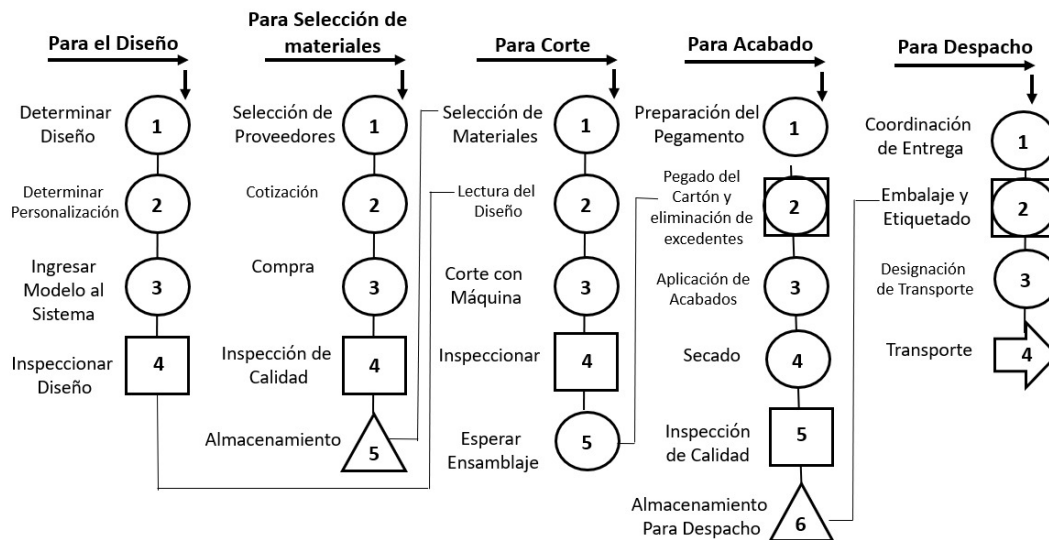 Para el Diseño
Determinar
Diseño
1
Determinar
Personalización
2
Ingresar
Modelo al
Sistema
3
Inspeccionar
Diseño
4
Para Selección de
materiales
Selección de
Proveedores
1
Cotización
2
Compra
3
Inspección de
Calidad
4
Almacenamiento
5
Para Corte
Selección de
Materiales
1
Lectura del
Diseño
2
Corte con
Máquina
3
Inspeccionar
4
Esperar
Ensamblaje
5
Para Acabado
Preparación del
Pegamento
1
Pegado del
Cartón y
eliminación de
excedentes
2
Aplicación de
Acabados
3
Secado
4
Inspección
de Calidad
5
Almacenamiento
Para Despacho
6
Para Despacho
Coordinación
de Entrega
1
Embalaje y
Etiquetado
2
Designación
de Transporte
3
Transporte
4